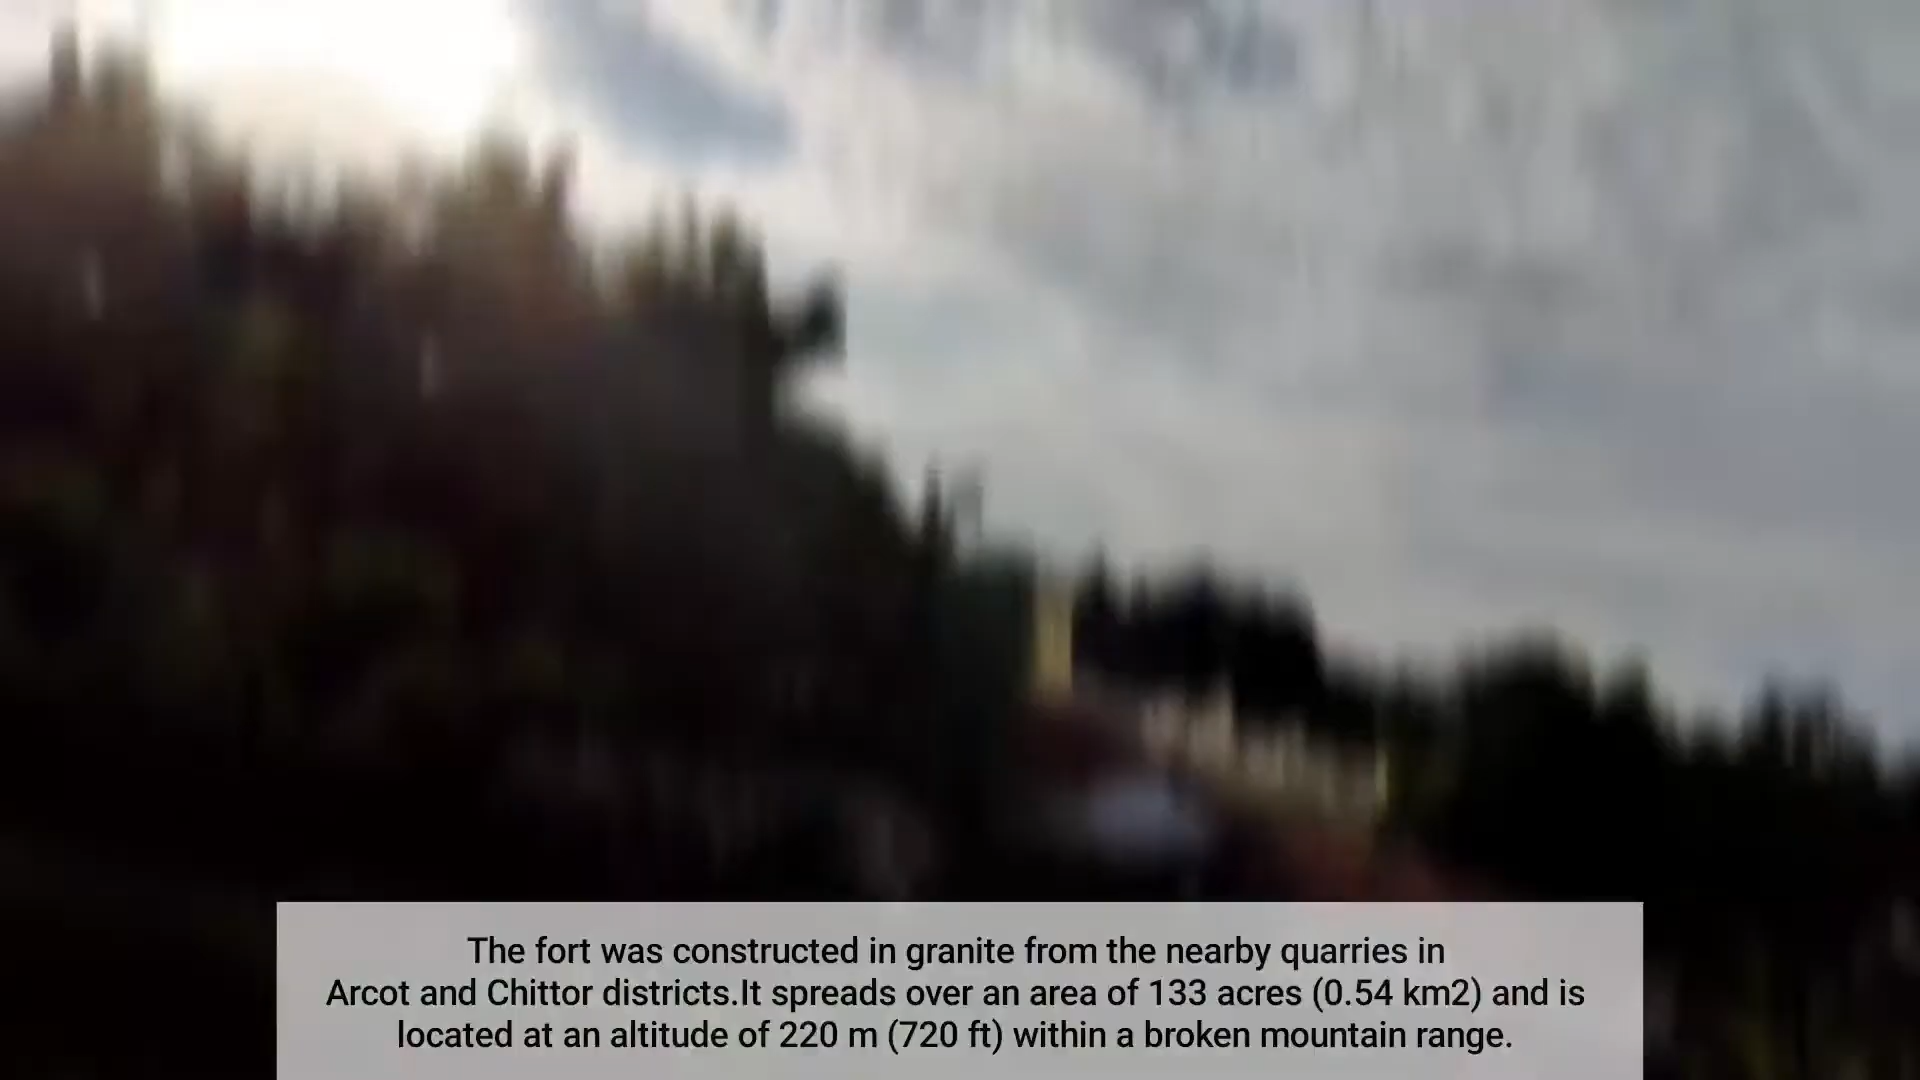 The fort was constructed in granite from the nearby quarries in
Arcot and Chittor districts.It spreads over an area of 133 acres (0.54 km2) and is
located at an altitude of 220 m (720 ft) within a broken mountain range.